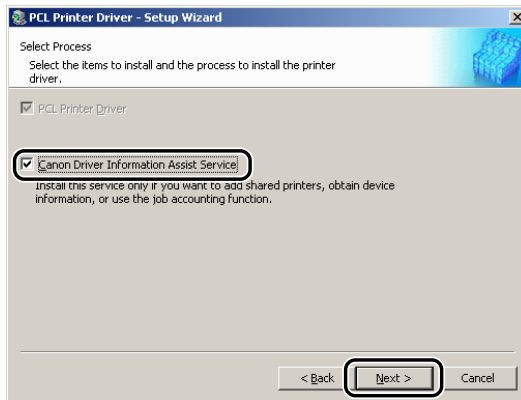 PCL Printer Driver - Setup Wizard
Select Process
Select the items to install and the process to install the printer
driver.
PCL Printer Driver
Canon Driver Information Assist Service
Install this service only if you want to add shared printers, obtain device
information, or use the job accounting function.
< Back Next > Cancel